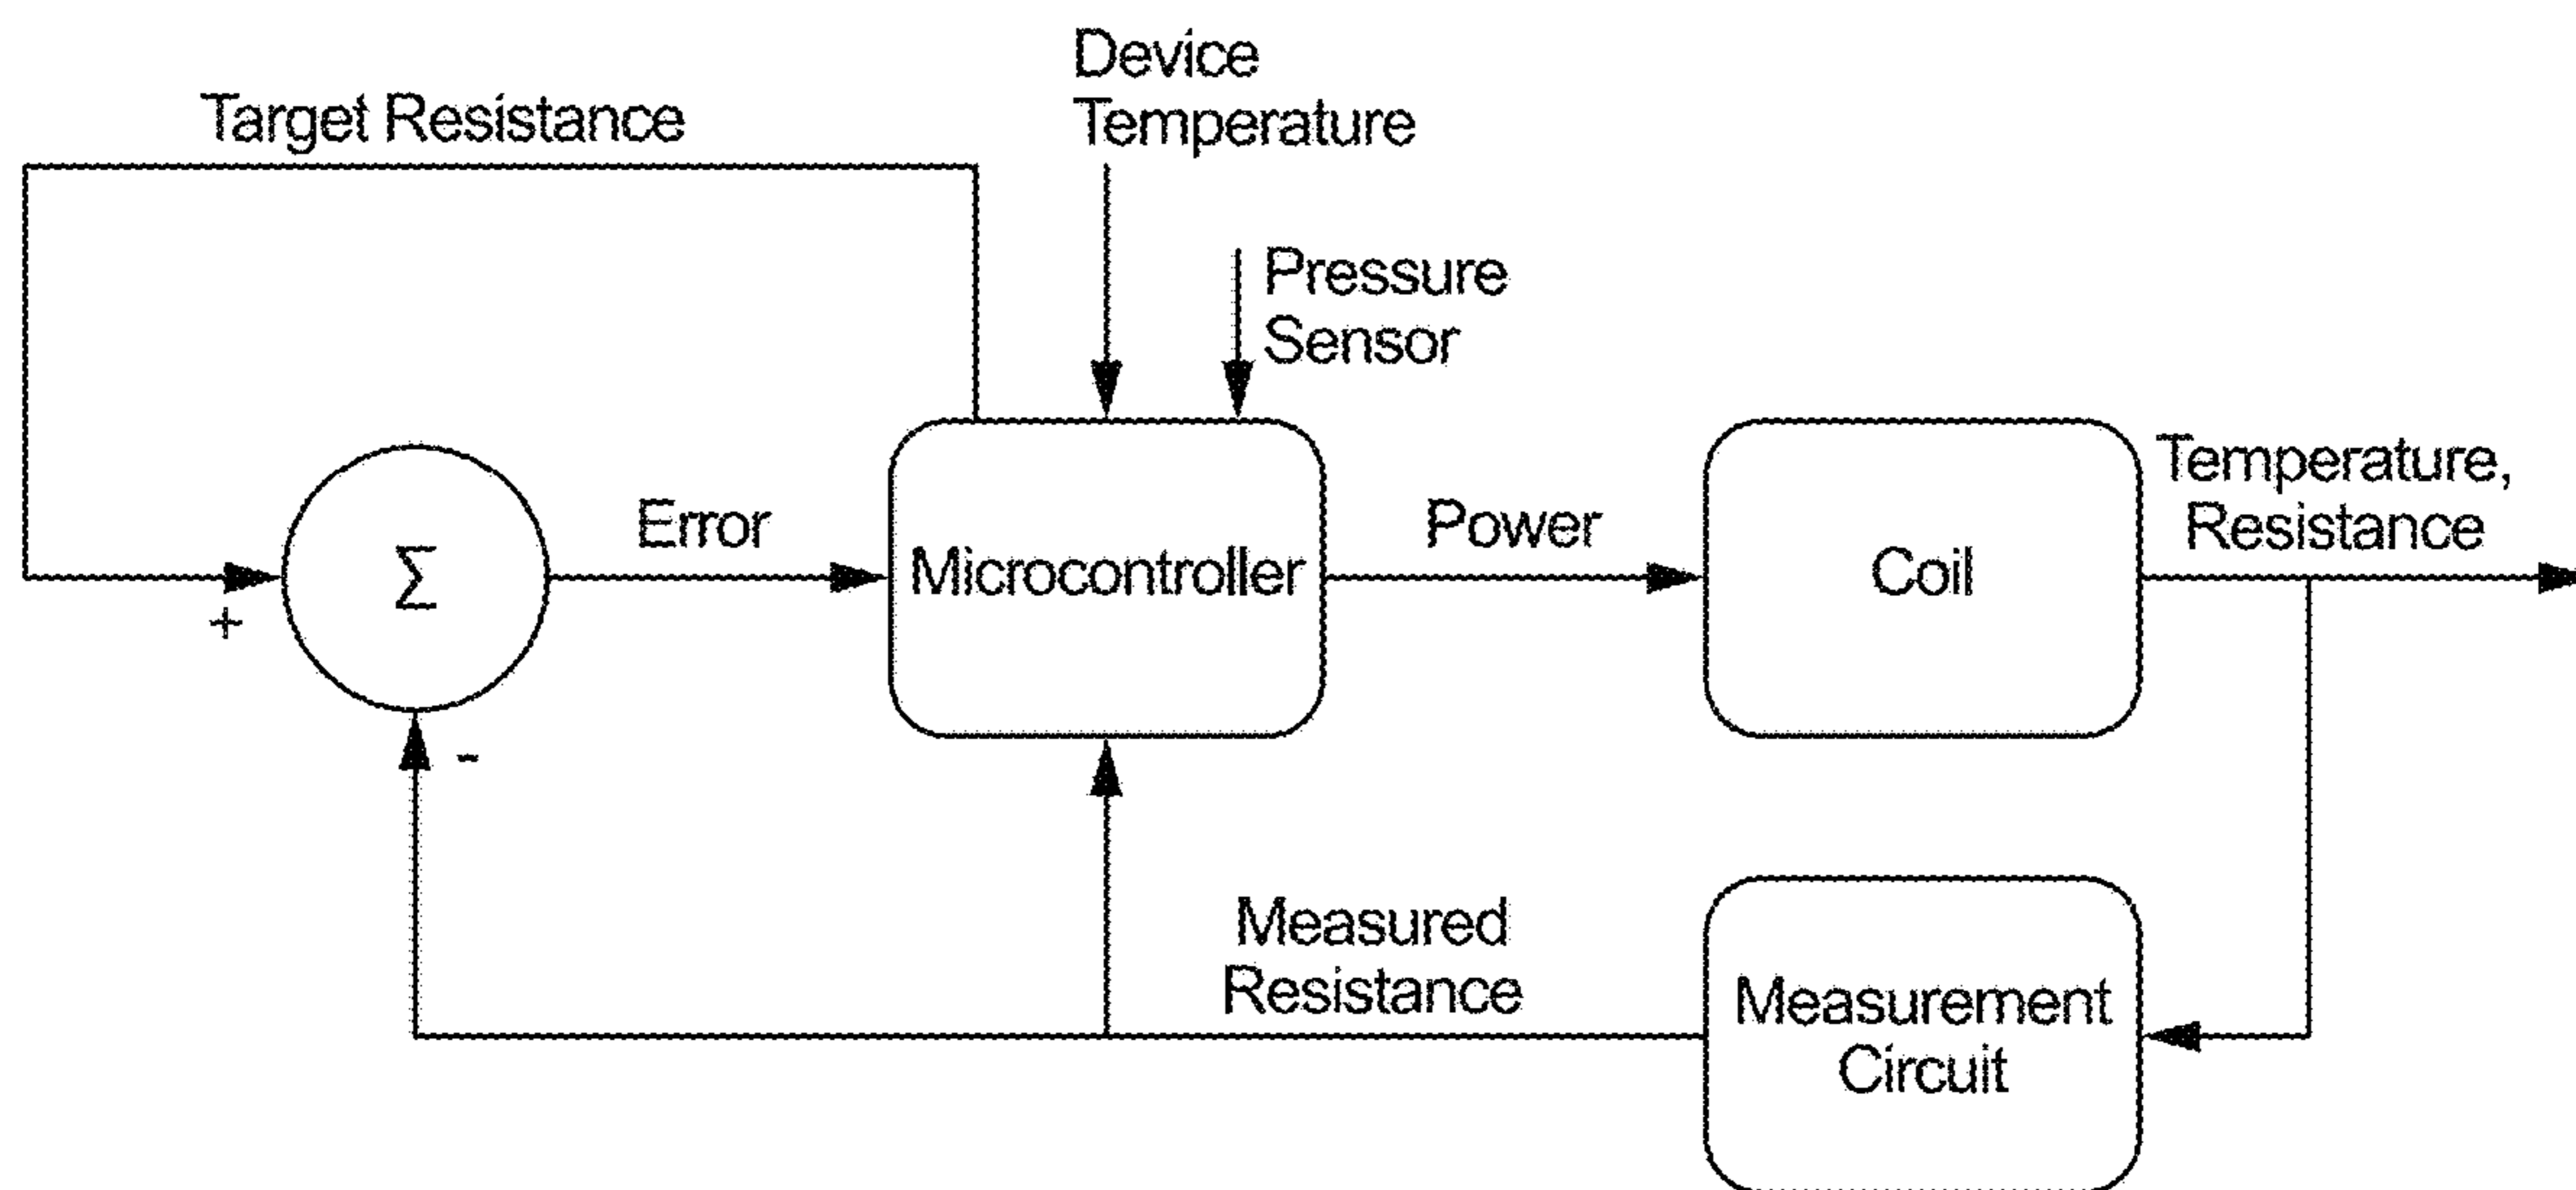 Device
Temperature
Target Resistance
Pressure
Sensor
Temperature,
Resistance
Error
Power
Σ
Microcontroller
Coil
+
-
Measured
Resistance
Measurement
Circuit